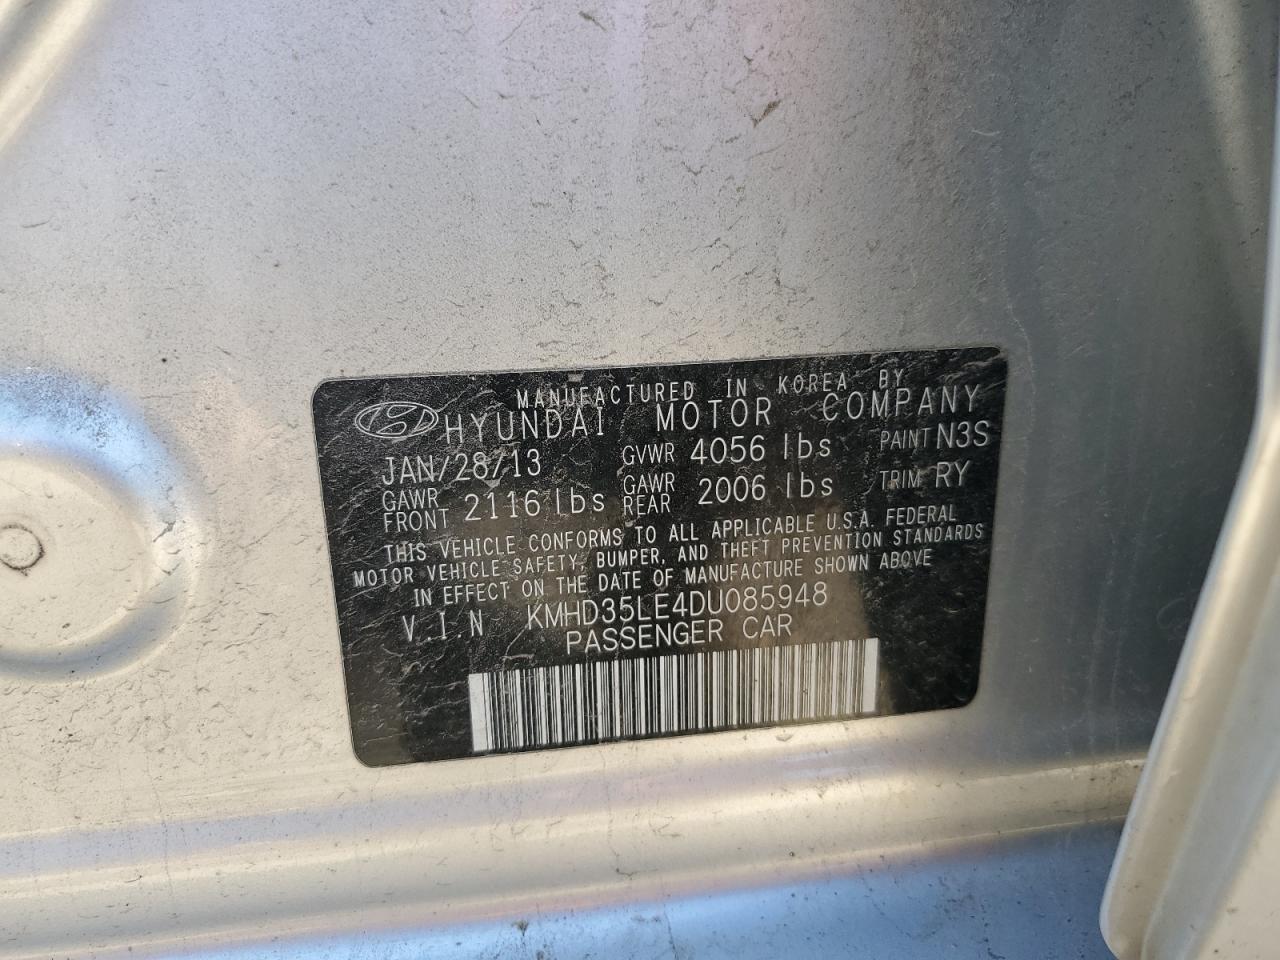 MANUFACTURED IN KOREA BY
HYUNDAI MOTOR COMPANY
JAN/28/13 GVWR 4056 lbs PAINT N3S
GAWR FRONT 2116 lbs GAWR REAR 2006 lbs TRIM RY
THIS VEHICLE CONFORMS TO ALL APPLICABLE U.S.A. FEDERAL
MOTOR VEHICLE SAFETY, BUMPER, AND THEFT PREVENTION STANDARDS
IN EFFECT ON THE DATE OF MANUFACTURE SHOWN ABOVE
V.I.N KMHD35LE4DU085948
PASSENGER CAR